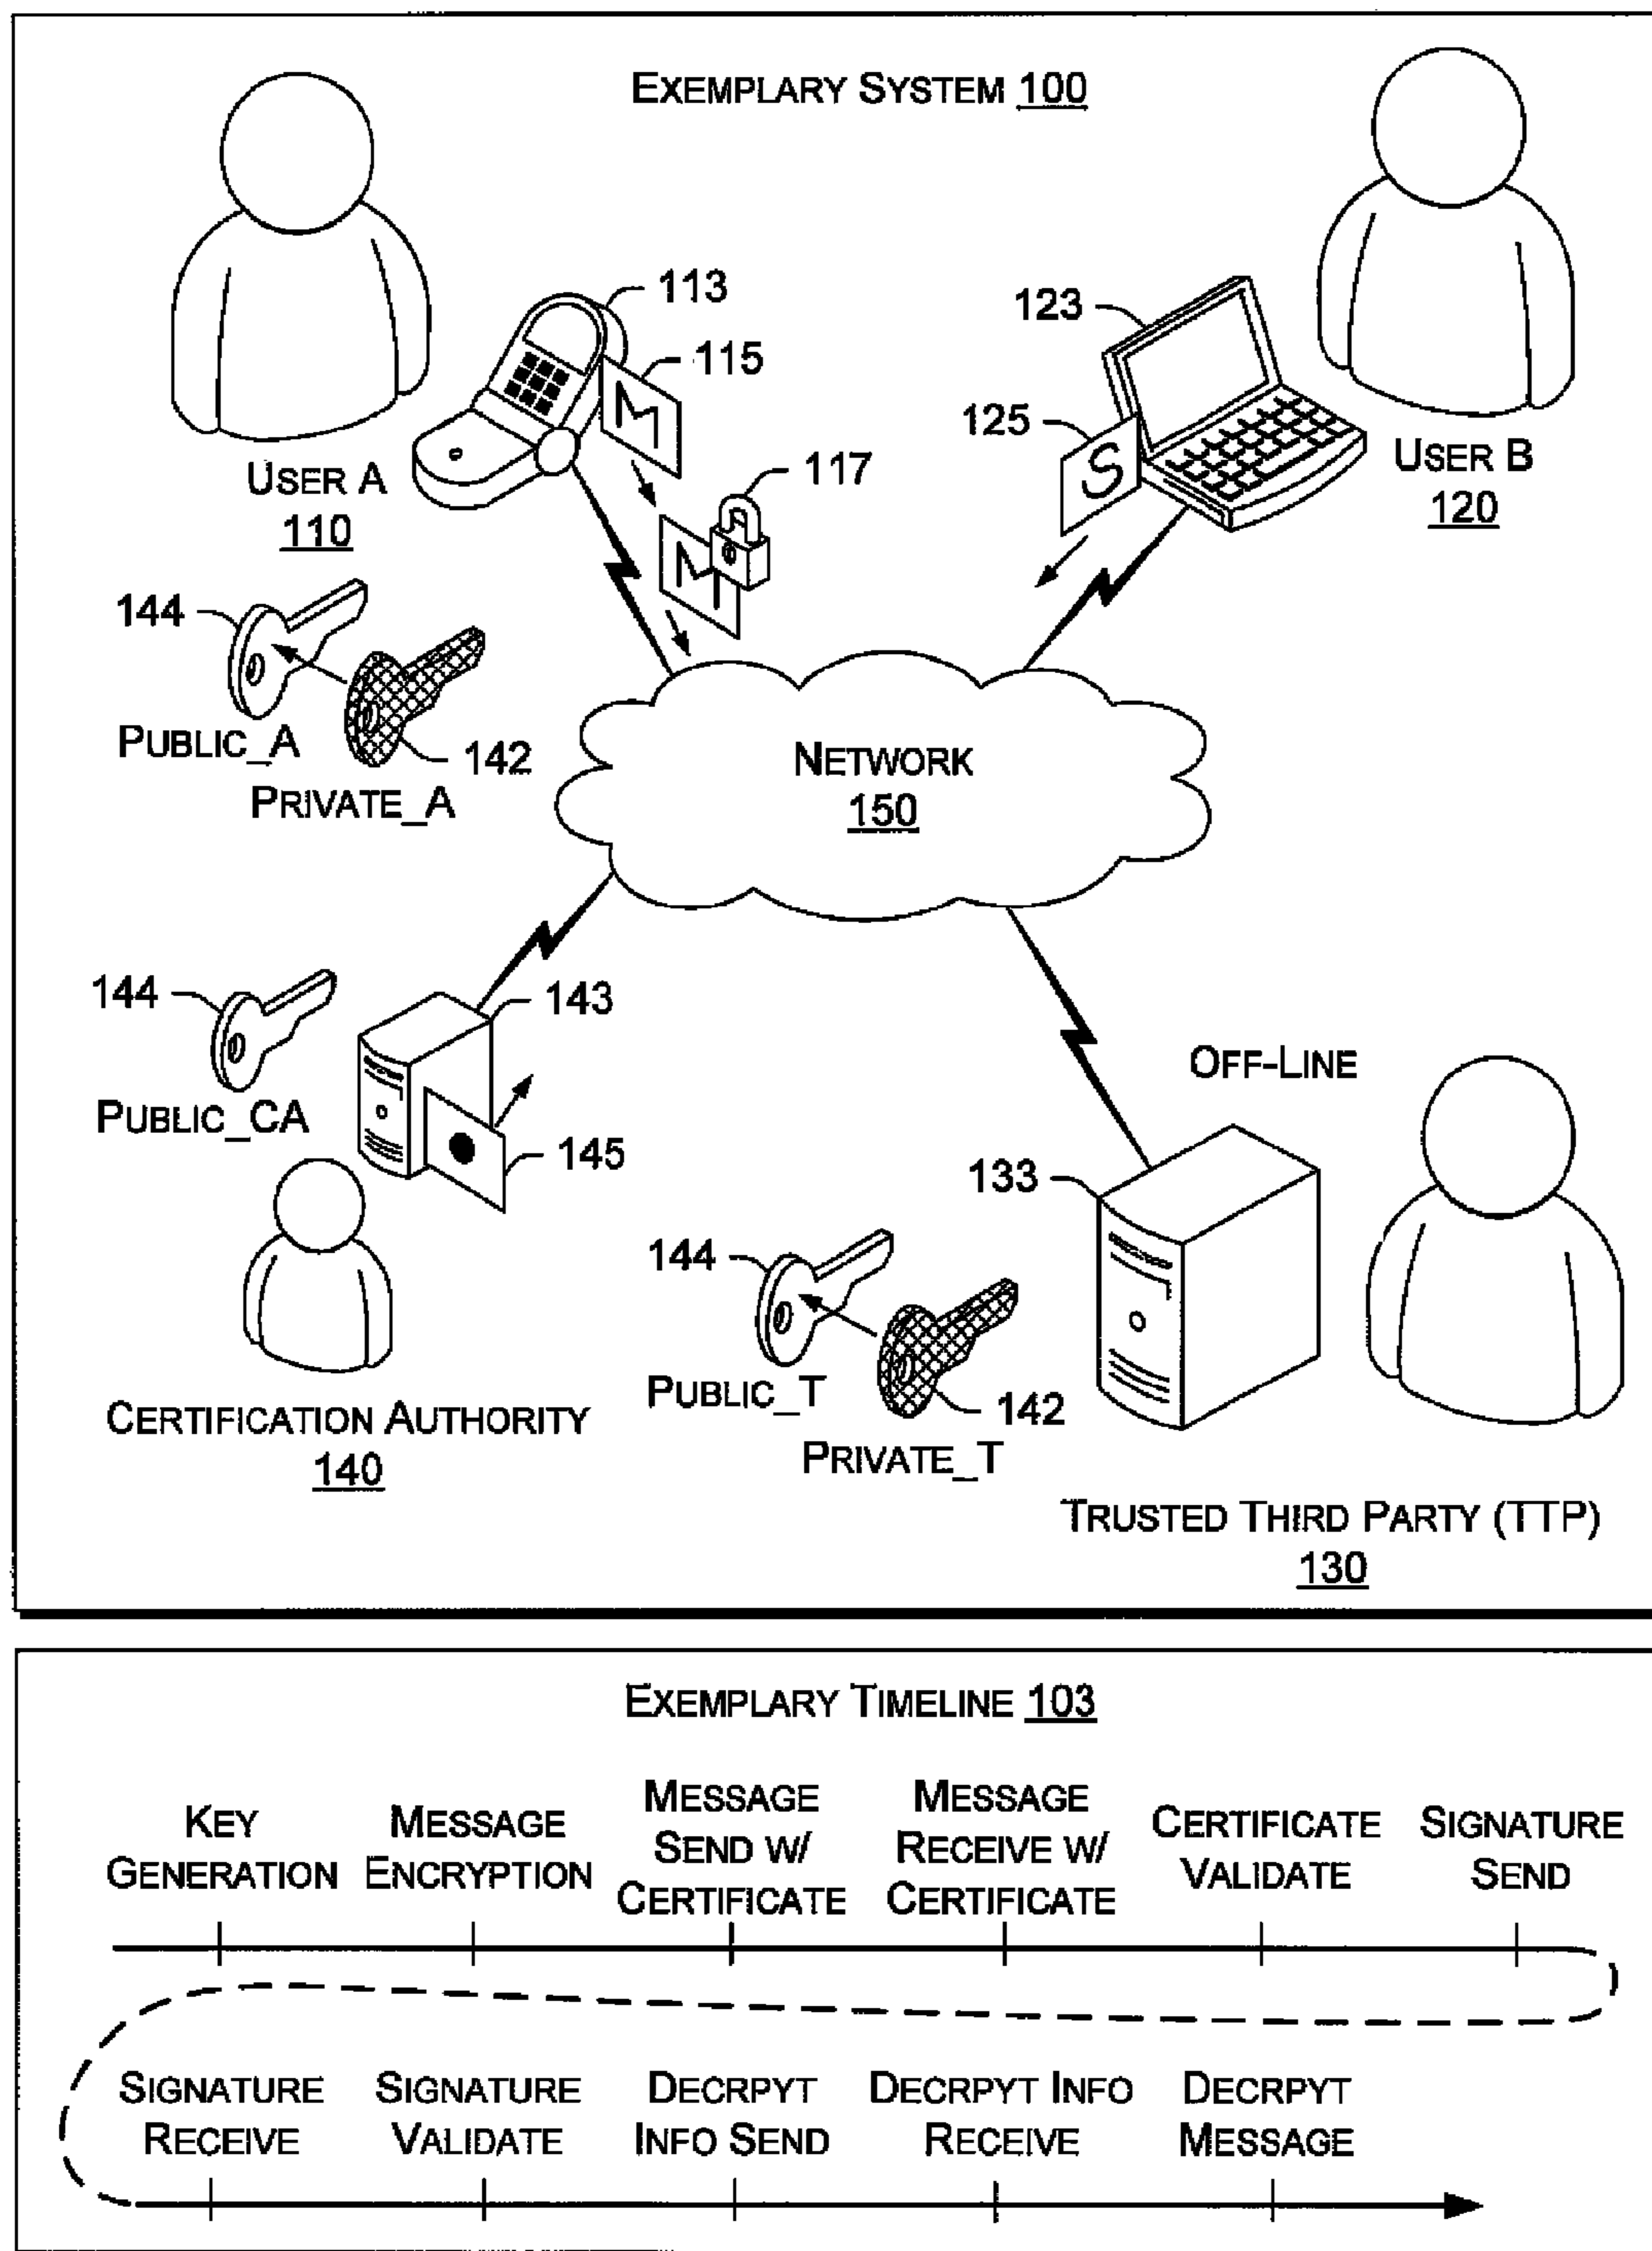 EXEMPLARY SYSTEM 100
113
115
M
117
M
USER A
110
123
125
S
USER B
120
144
PUBLIC_A
142
PRIVATE_A
NETWORK
150
144
PUBLIC_CA
143
145
CERTIFICATION AUTHORITY
140
OFF-LINE
133
144
PUBLIC_T
142
PRIVATE_T
TRUSTED THIRD PARTY (TTP)
130
EXEMPLARY TIMELINE 103
KEY
GENERATION
MESSAGE
ENCRYPTION
MESSAGE
SEND W/
CERTIFICATE
MESSAGE
RECEIVE W/
CERTIFICATE
CERTIFICATE
VALIDATE
SIGNATURE
SEND
SIGNATURE
RECEIVE
SIGNATURE
VALIDATE
DECRPYT
INFO SEND
DECRPYT INFO
RECEIVE
DECRPYT
MESSAGE